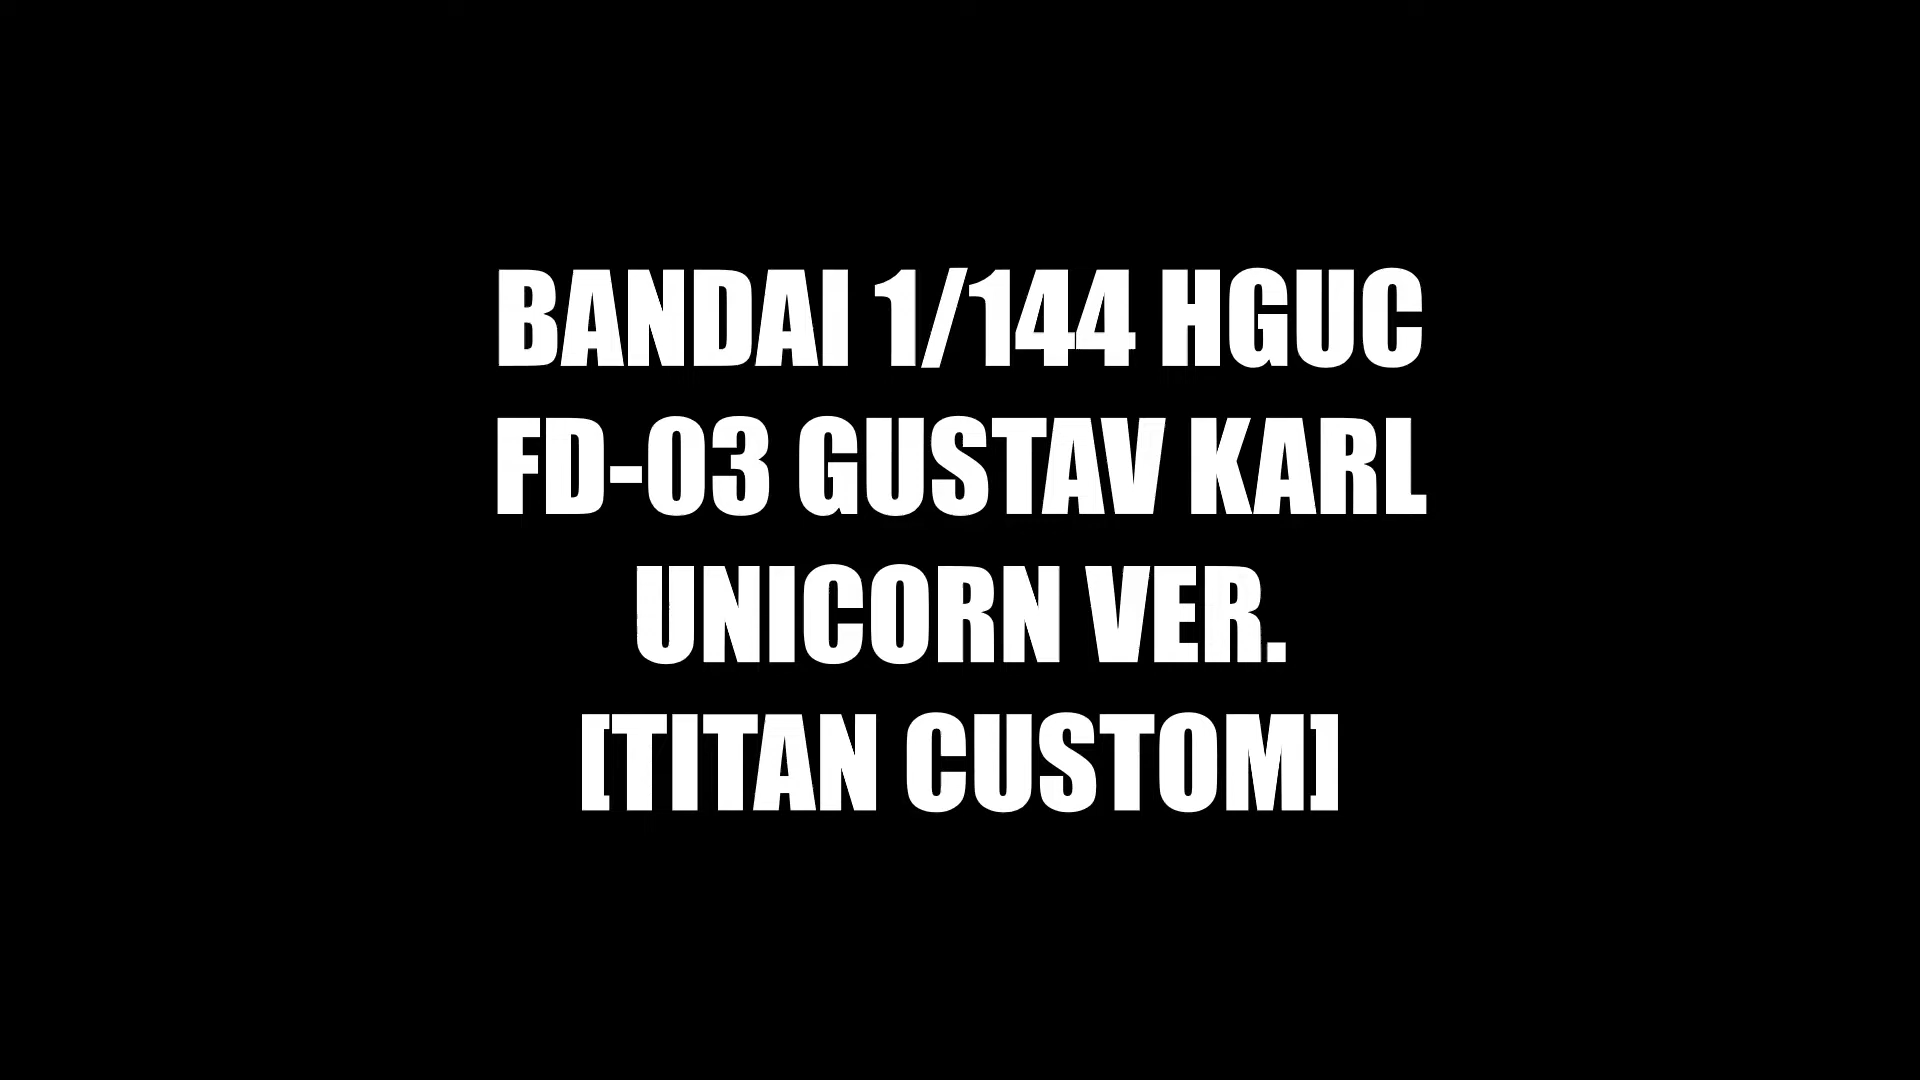 BANDAI 1/144 HGUC
FD-03 GUSTAV KARL
UNICORN VER.
[TITAN CUSTOM]